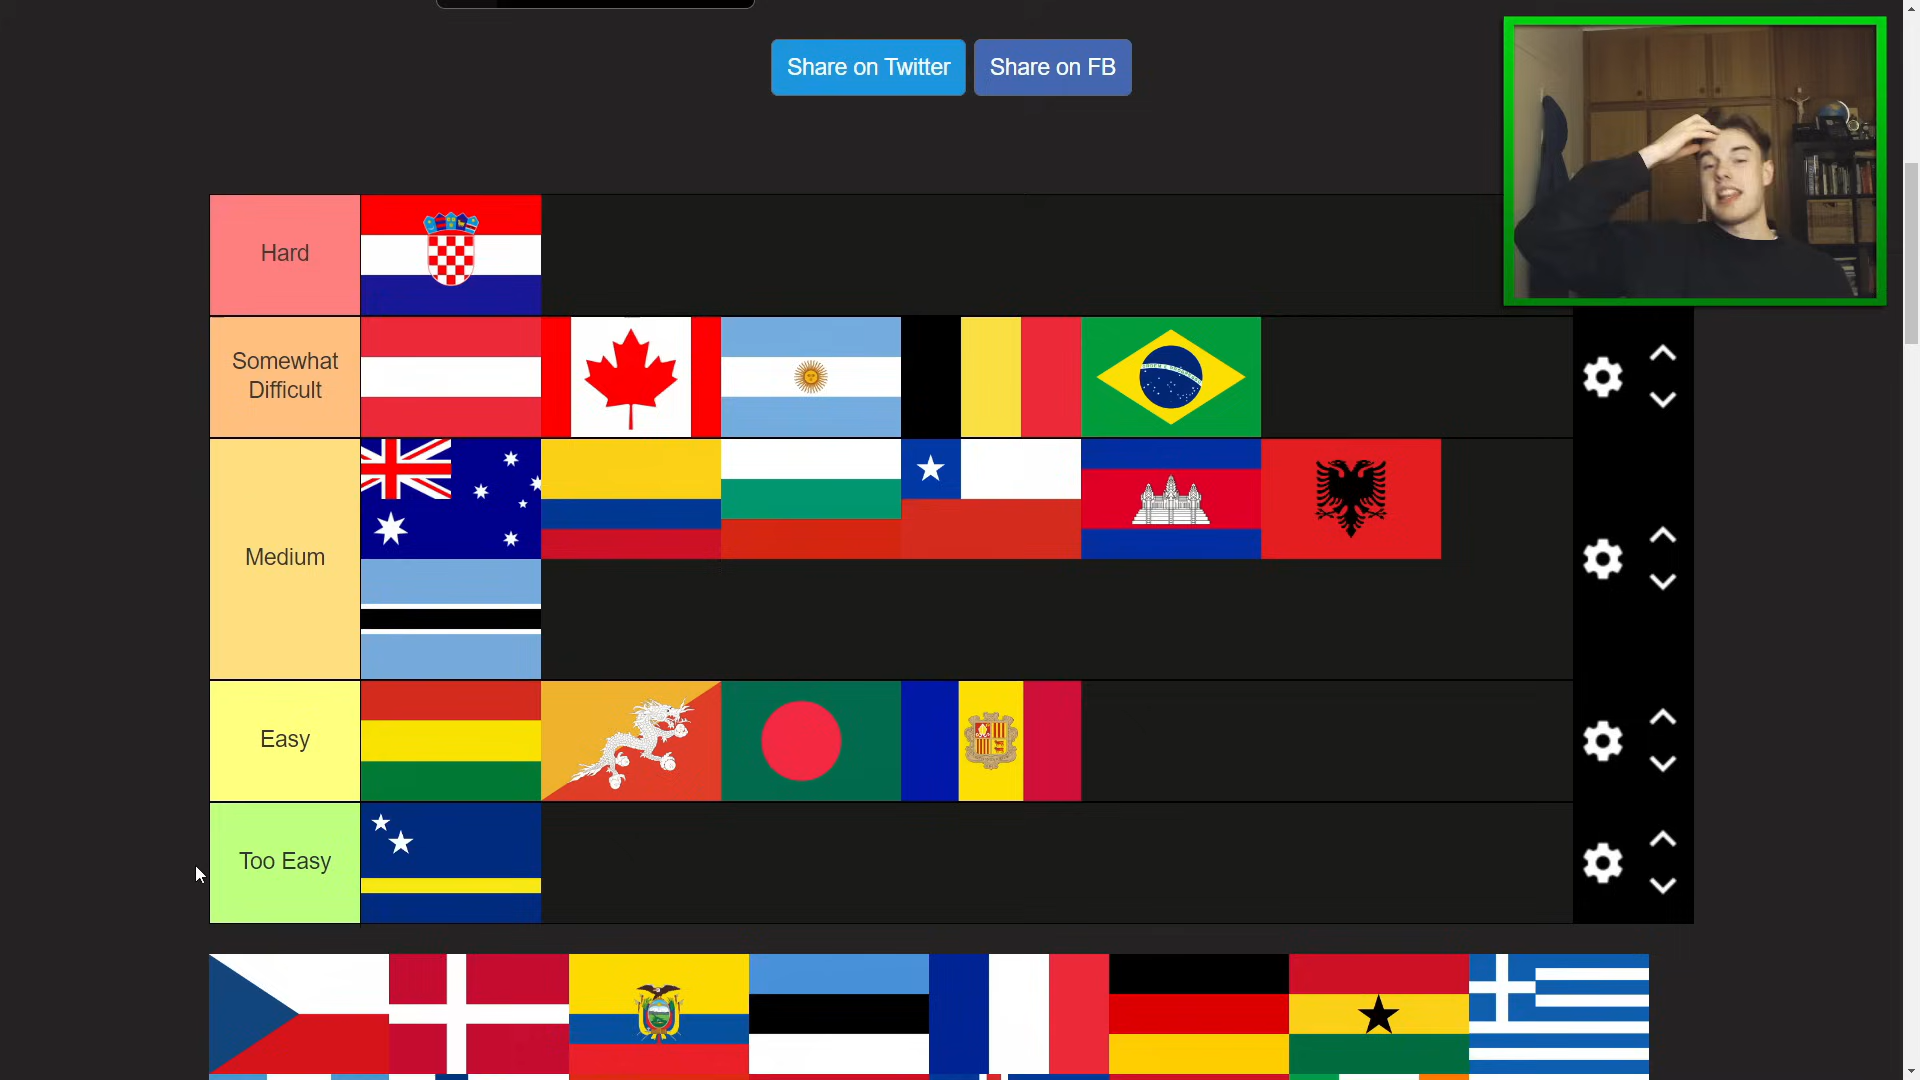 Share on Twitter
Share on FB
Hard
Somewhat
Difficult
Medium
Easy
Too Easy